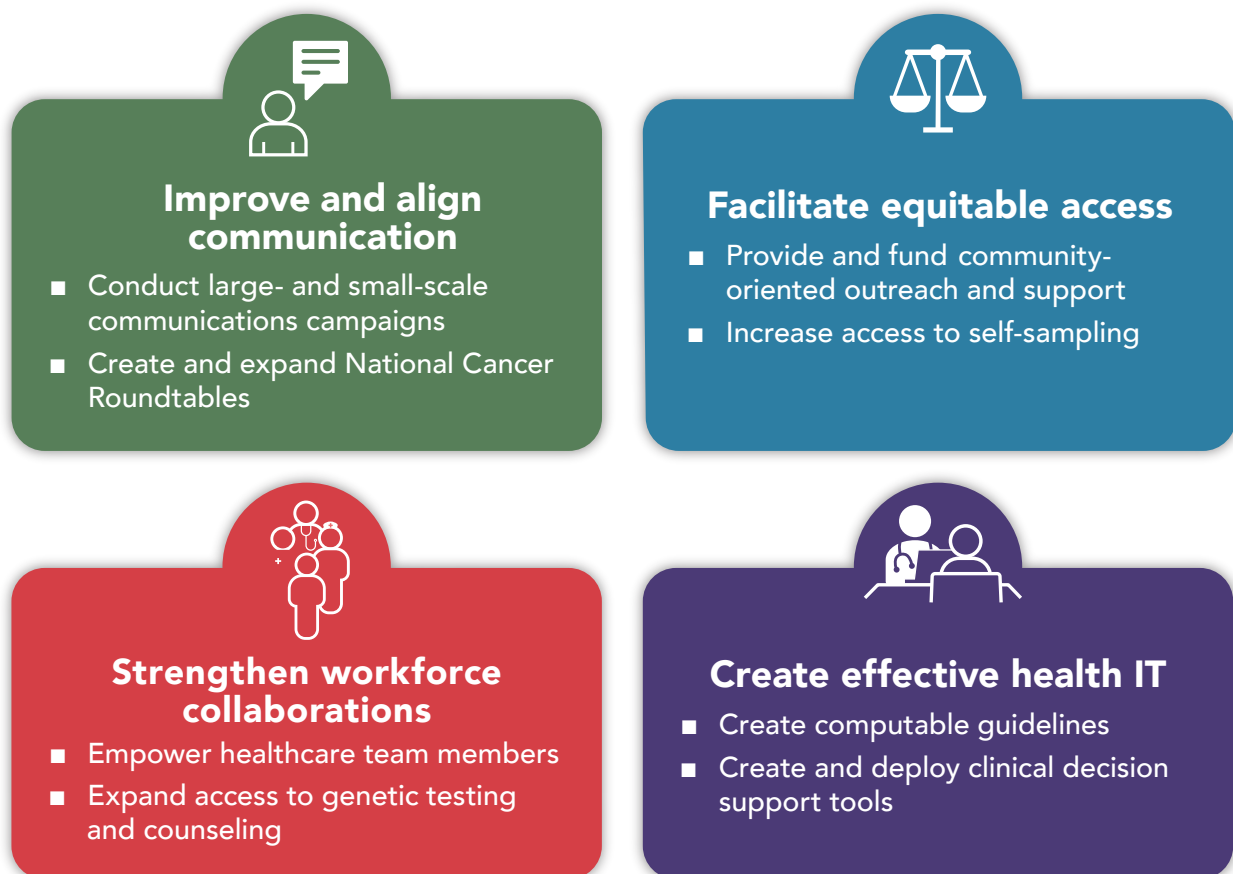 Improve and align
communication
■ Conduct large- and small-scale
communications campaigns
■ Create and expand National Cancer
Roundtables
Facilitate equitable access
■ Provide and fund community-
oriented outreach and support
■ Increase access to self-sampling
Strengthen workforce
collaborations
■ Empower healthcare team members
■ Expand access to genetic testing
and counseling
Create effective health IT
■ Create computable guidelines
■ Create and deploy clinical decision
support tools